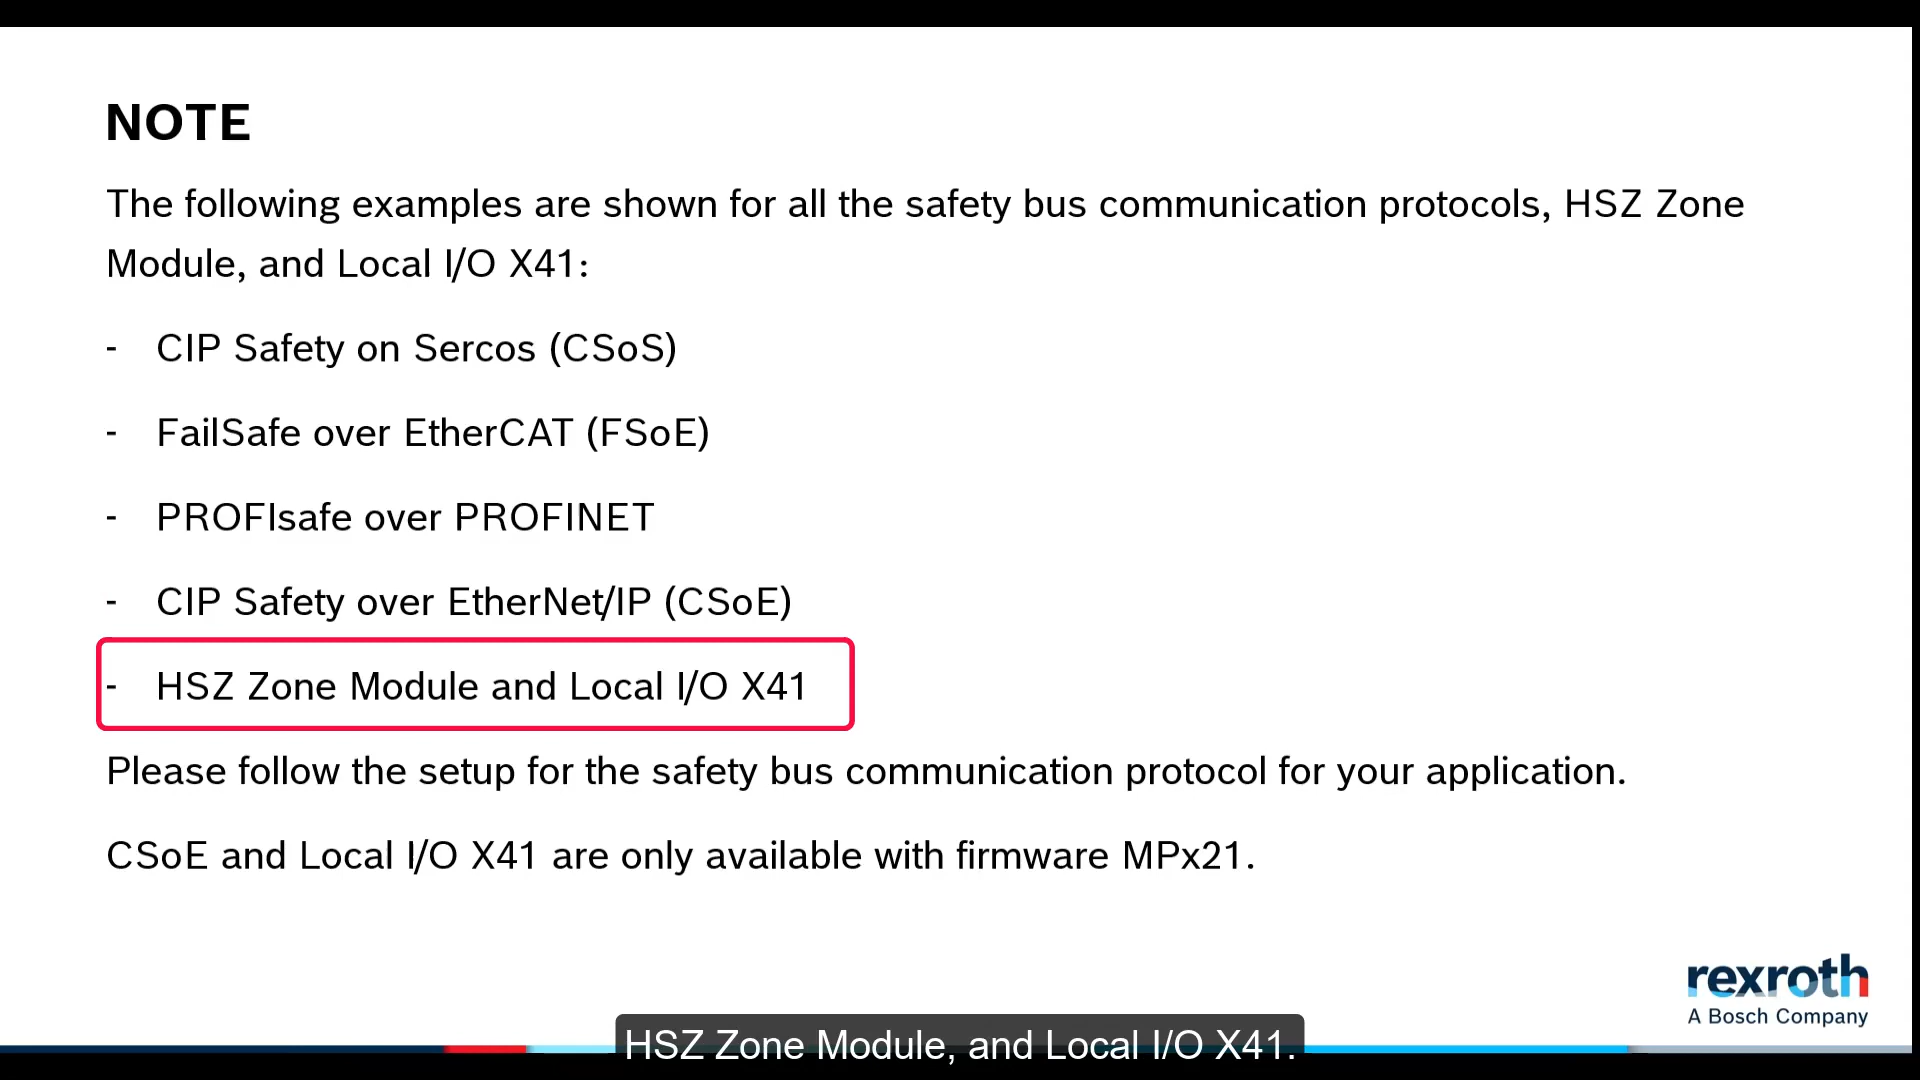 NOTE
The following examples are shown for all the safety bus communication protocols, HSZ Zone
Module, and Local I/O X41:
- CIP Safety on Sercos (CSoS)
- FailSafe over EtherCAT (FSoE)
- PROFIsafe over PROFINET
- CIP Safety over EtherNet/IP (CSoE)
- HSZ Zone Module and Local I/O X41
Please follow the setup for the safety bus communication protocol for your application.
CSoE and Local I/O X41 are only available with firmware MPx21.
rexroth
A Bosch Company
HSZ Zone Module, and Local I/O X41.